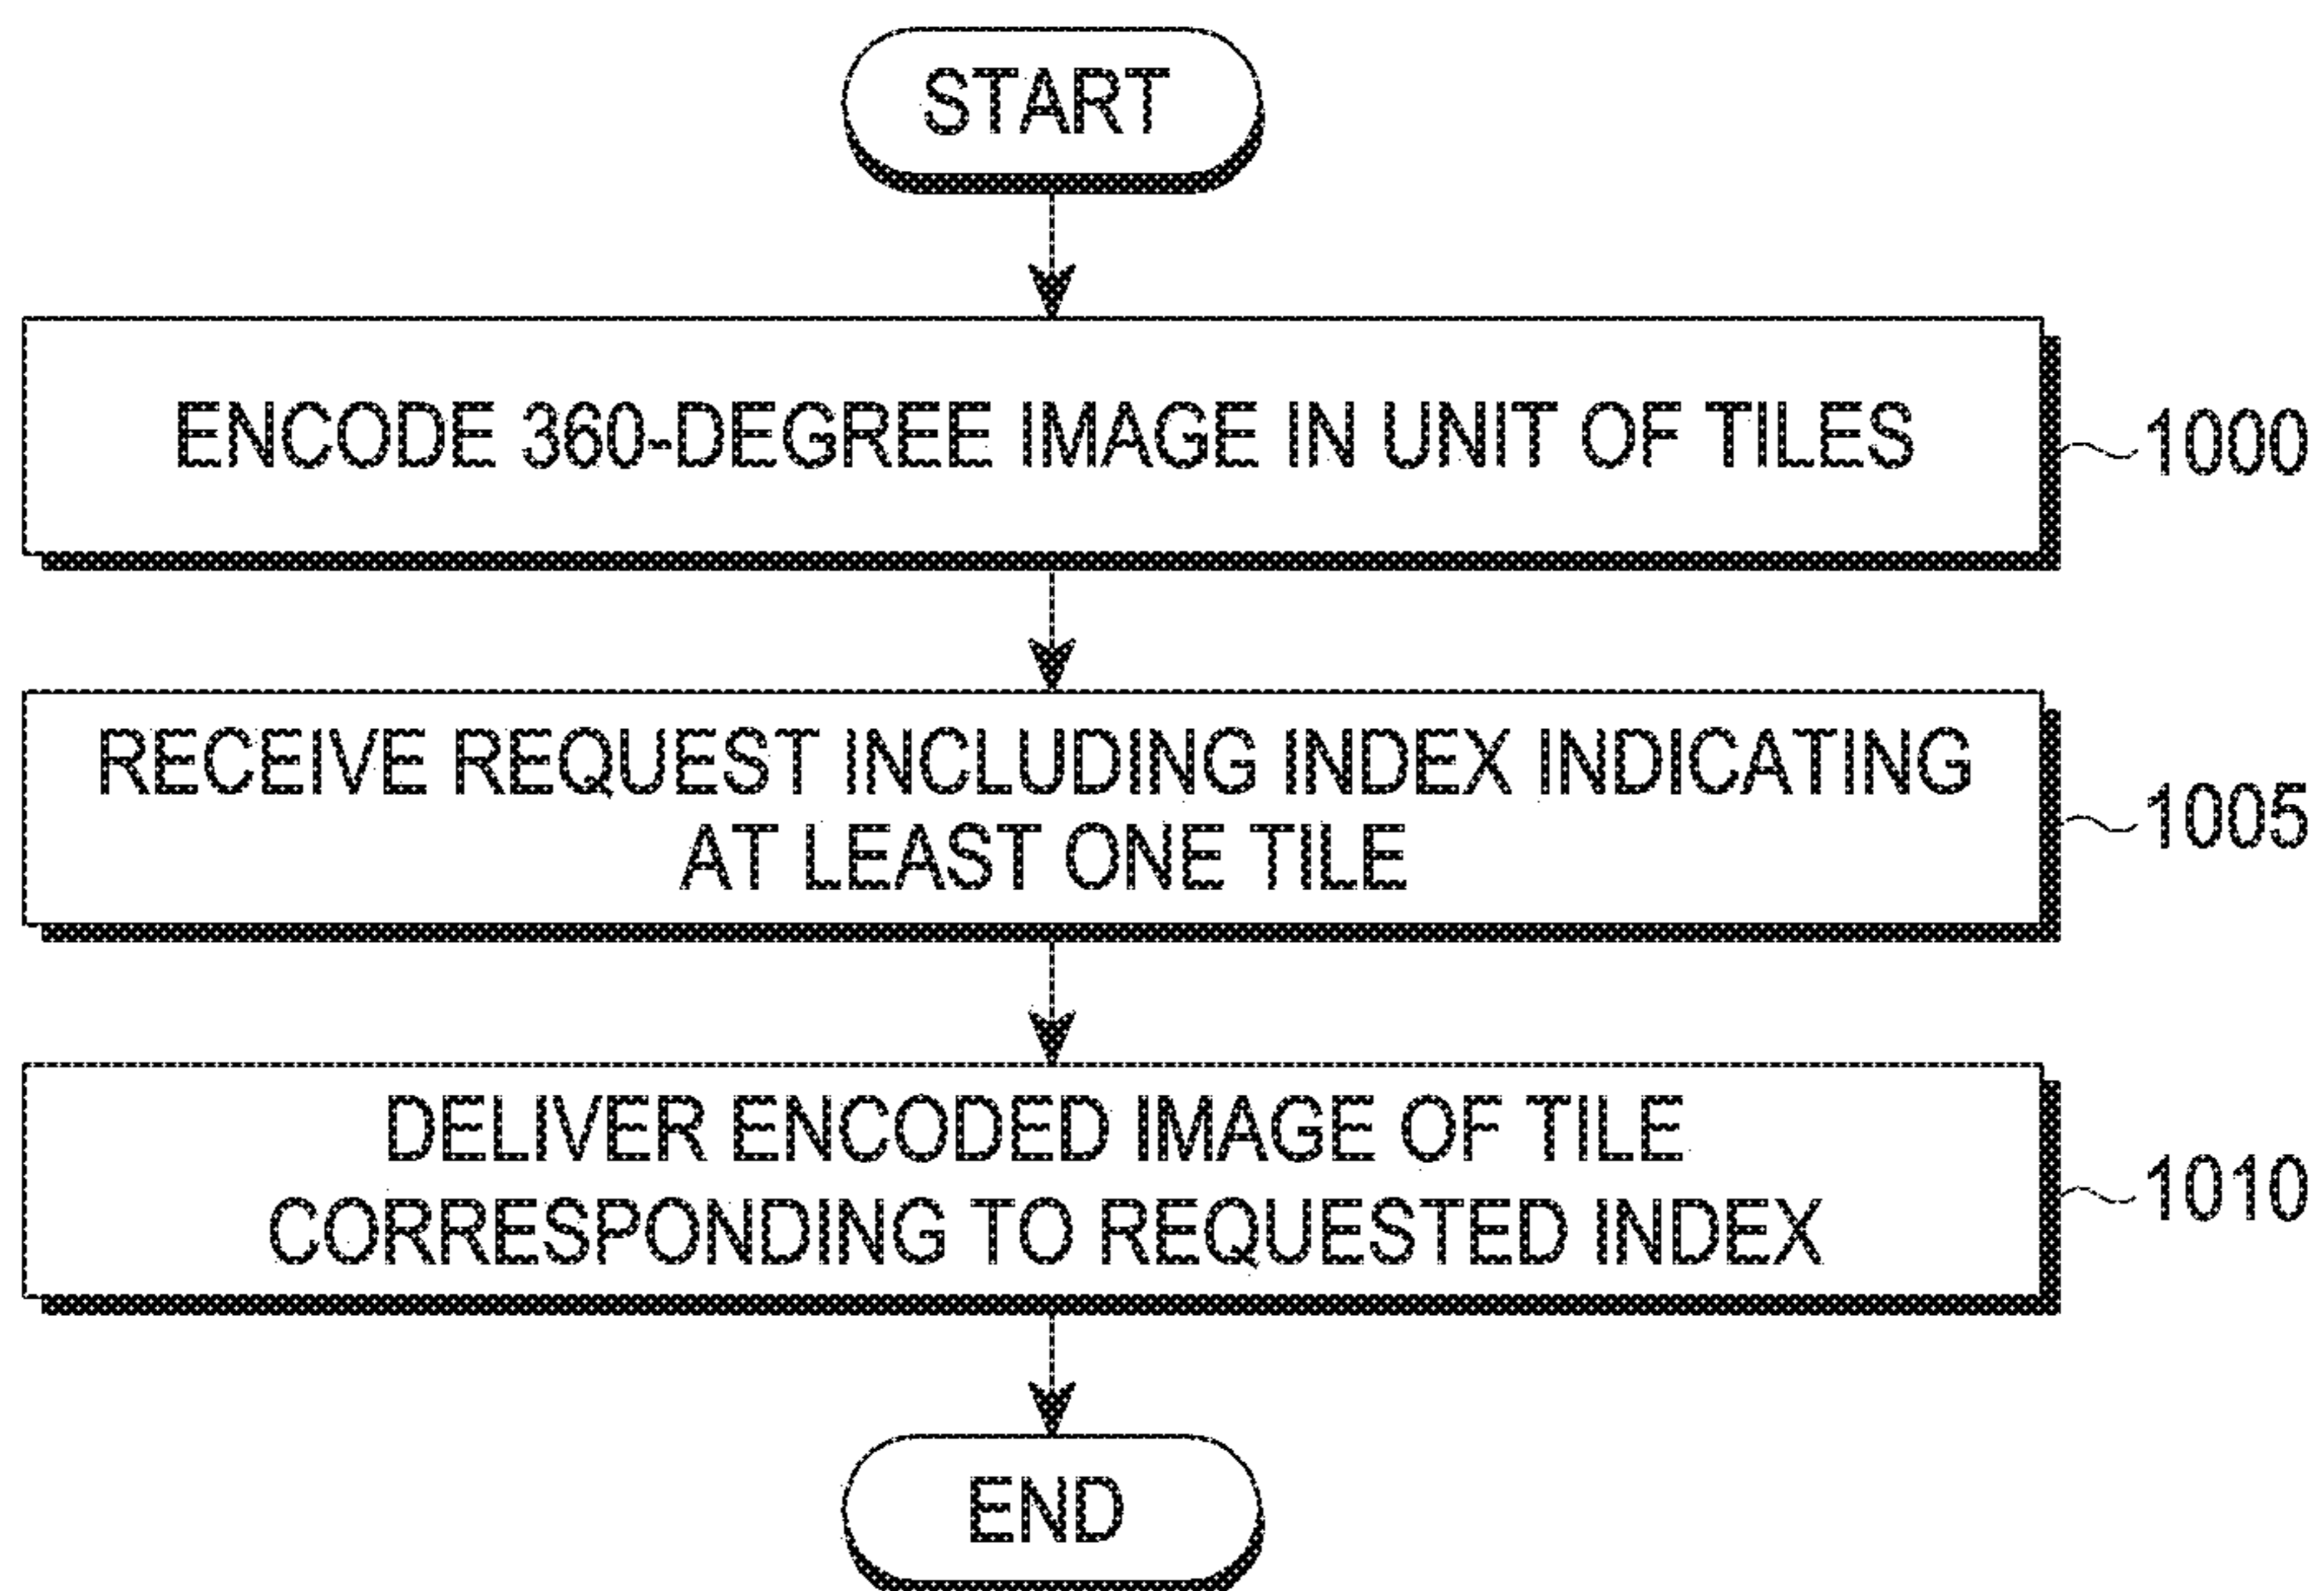 START
ENCODE 360-DEGREE IMAGE IN UNIT OF TILES
1000
RECEIVE REQUEST INCLUDING INDEX INDICATING
AT LEAST ONE TILE
1005
DELIVER ENCODED IMAGE OF TILE
CORRESPONDING TO REQUESTED INDEX
1010
END